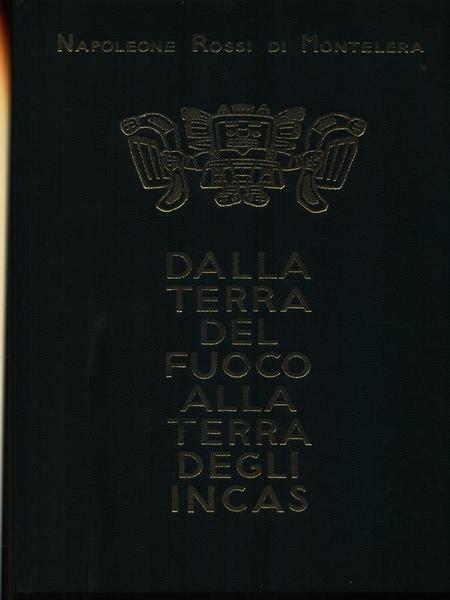 NAPOLEONE ROSSI DI MONTELERA
DALLA
TERRA
DEL
FUOCO
ALLA
TERRA
DEGLI
INCAS